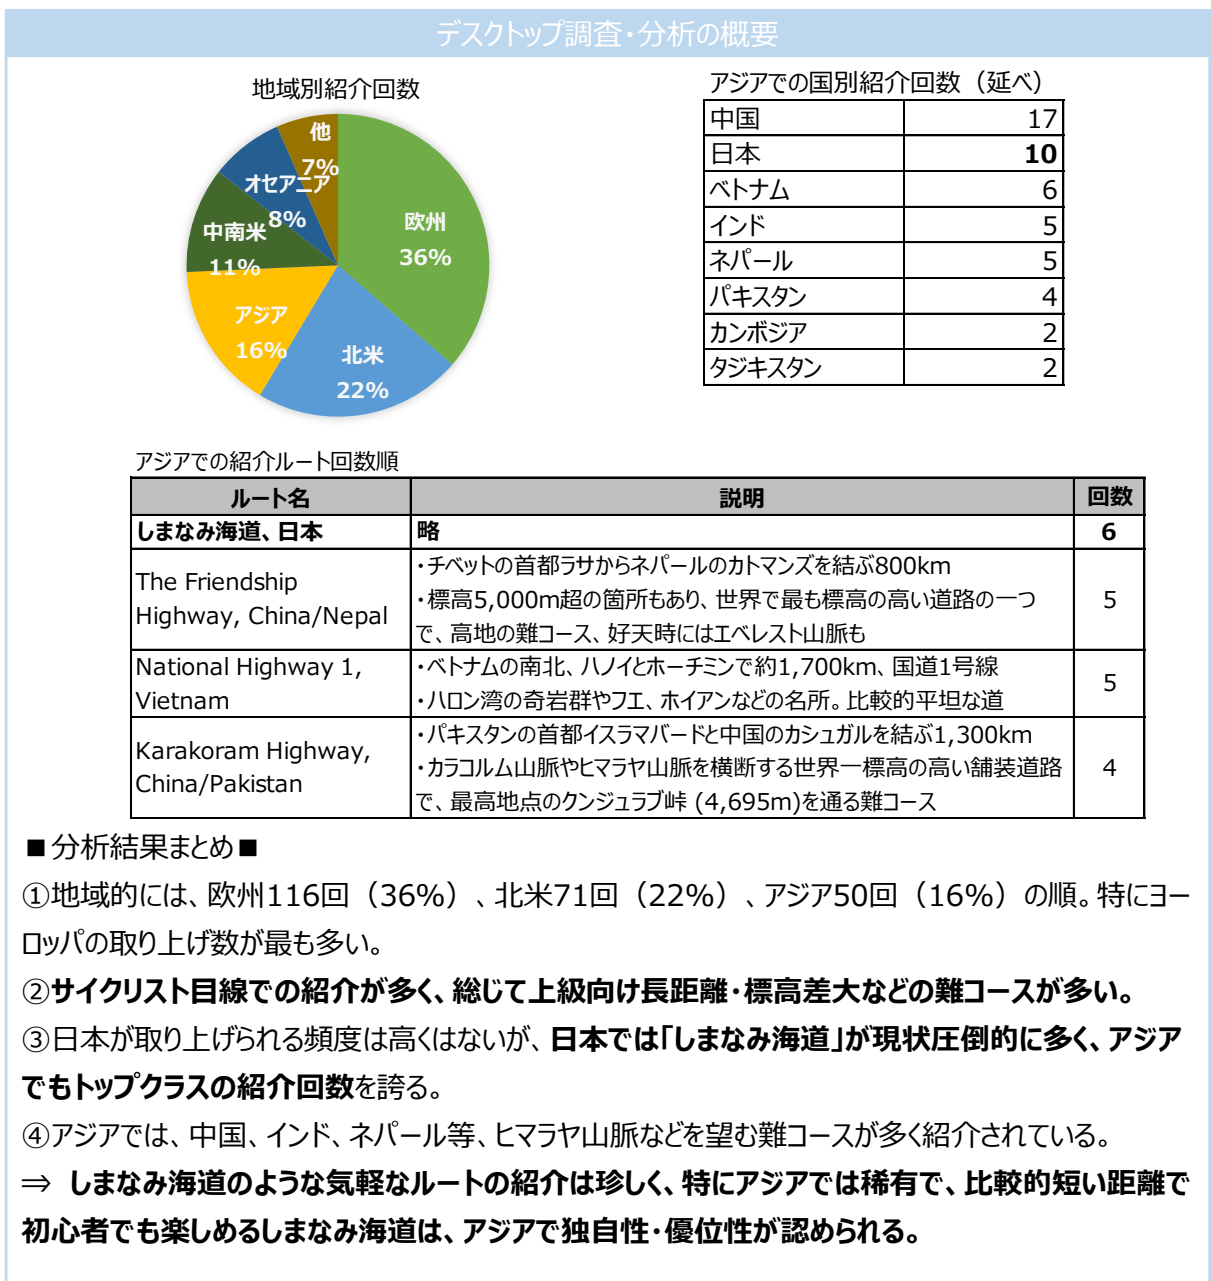 デスクトップ調査・分析の概要
地域別紹介回数
他
7%
オセアニア
8%
中南米
11%
アジア
16%
北米
22%
欧州
36%
アジアでの国別紹介回数（延べ）
中国 17
日本 10
ベトナム 6
インド 5
ネパール 5
パキスタン 4
カンボジア 2
タジキスタン 2
アジアでの紹介ルート回数順
ルート名 説明 回数
しまなみ海道、日本 略 6
The Friendship
Highway, China/Nepal
・チベットの首都ラサからネパールのカトマンズを結ぶ800km
・標高5,000m超の箇所もあり、世界で最も標高の高い道路の一つ
で、高地の難コース、好天時にはエベレスト山脈も
5
National Highway 1,
Vietnam
・ベトナムの南北、ハノイとホーチミンで約1,700km、国道1号線
・ハロン湾の奇岩群やフエ、ホイアンなどの名所。比較的平坦な道
5
Karakoram Highway,
China/Pakistan
・パキスタンの首都イスラマバードと中国のカシュガルを結ぶ1,300km
・カラコルム山脈やヒマラヤ山脈を横断する世界一標高の高い舗装道路
で、最高地点のクンジュラブ峠 (4,695m)を通る難コース
4
■分析結果まとめ■
①地域的には、欧州116回（36%）、北米71回（22%）、アジア50回（16%）の順。特にヨー
ロッパの取り上げ数が最も多い。
②サイクリスト目線での紹介が多く、総じて上級向け長距離・標高差大などの難コースが多い。
③日本が取り上げられる頻度は高くはないが、日本では「しまなみ海道」が現状圧倒的に多く、アジア
でもトップクラスの紹介回数を誇る。
④アジアでは、中国、インド、ネパール等、ヒマラヤ山脈などを望む難コースが多く紹介されている。
⇒ しまなみ海道のような気軽なルートの紹介は珍しく、特にアジアでは稀有で、比較的短い距離で
初心者でも楽しめるしまなみ海道は、アジアで独自性・優位性が認められる。